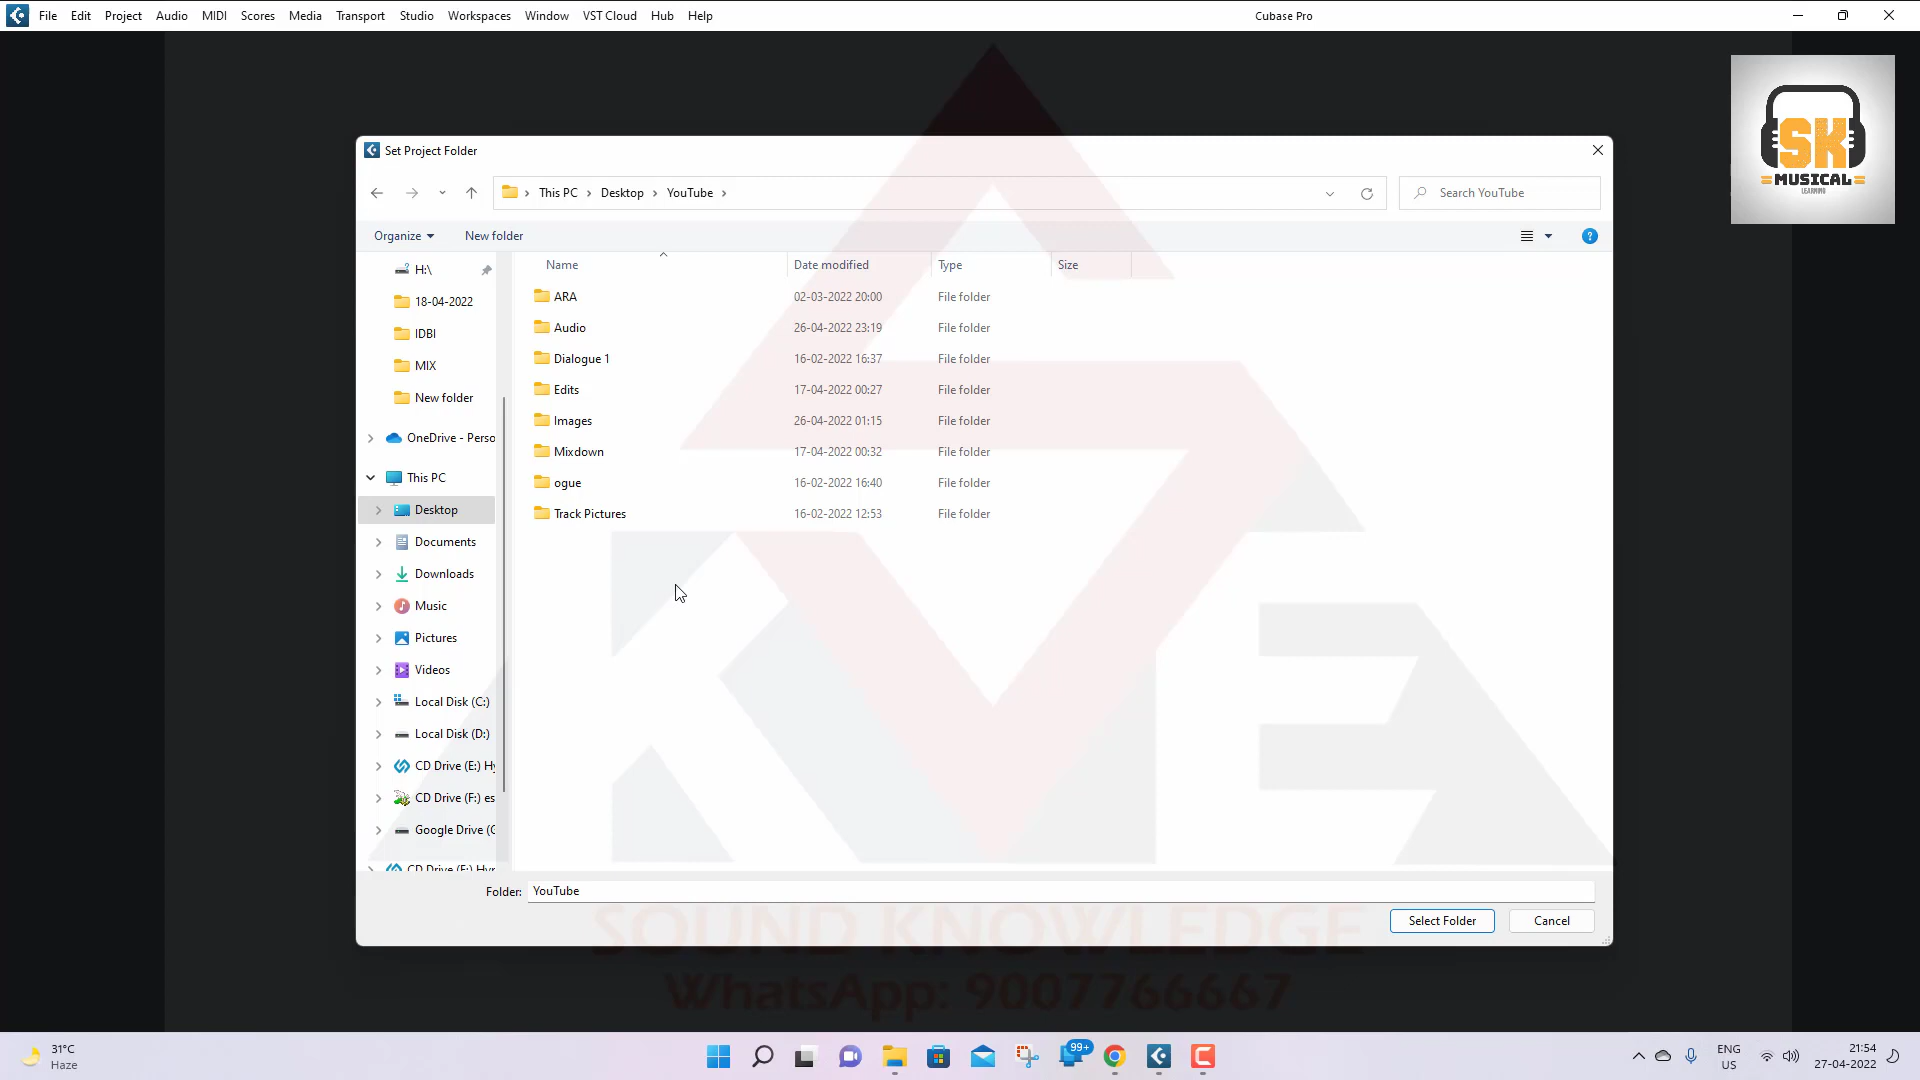 File Edit Project Audio MIDI Scores Media Transport Studio Workspaces Window VST Cloud Hub Help
Cubase Pro
SK
MUSICAL
LEARNING
Set Project Folder
This PC Desktop YouTube
Search YouTube
Organize New folder
Name Date modified Type Size
H:\
18-04-2022
IDBI
MIX
New folder
OneDrive - Perso
This PC
Desktop
Documents
Downloads
Music
Pictures
Videos
Local Disk (C:)
Local Disk (D:)
CD Drive (E:) Hy
CD Drive (F:) es
Google Drive (G
CD Drive (E:) Hyr
ARA 02-03-2022 20:00 File folder
Audio 26-04-2022 23:19 File folder
Dialogue 1 16-02-2022 16:37 File folder
Edits 17-04-2022 00:27 File folder
Images 26-04-2022 01:15 File folder
Mixdown 17-04-2022 00:32 File folder
ogue 16-02-2022 16:40 File folder
Track Pictures 16-02-2022 12:53 File folder
Folder: YouTube
Select Folder Cancel
SOUND KNOWLEDGE
WhatsApp: 9007766667
31°C
Haze
99+
ENG
US
21:54
27-04-2022